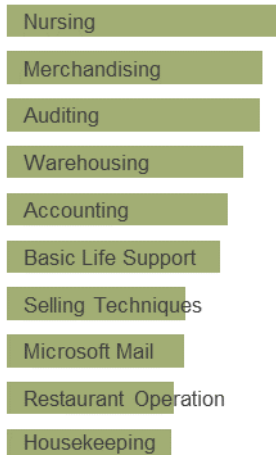 Nursing
Merchandising
Auditing
Warehousing
Accounting
Basic Life Support
Selling Techniques
Microsoft Mail
Restaurant Operation
Housekeeping